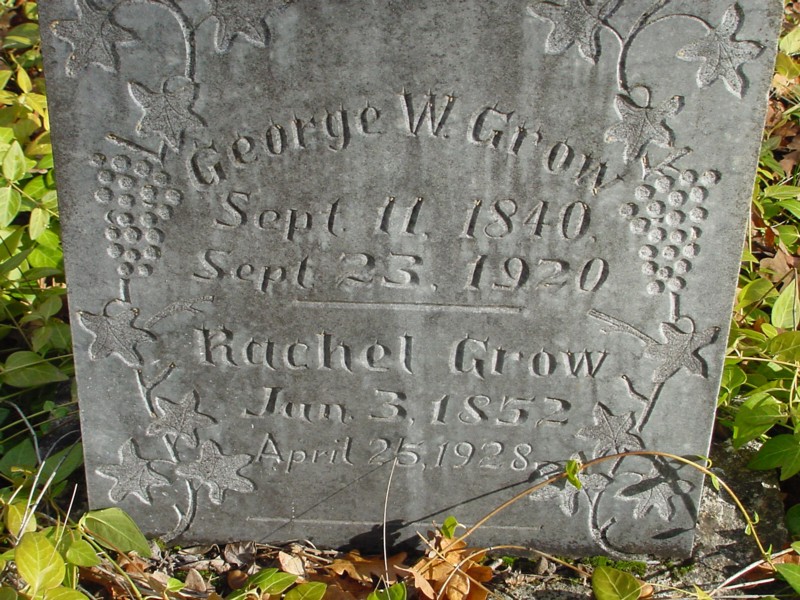 George W. Grow
Sept. 11. 1840.
Sept 23. 1920
Rachel Grow
Jan. 3, 1852
April 25, 1928.